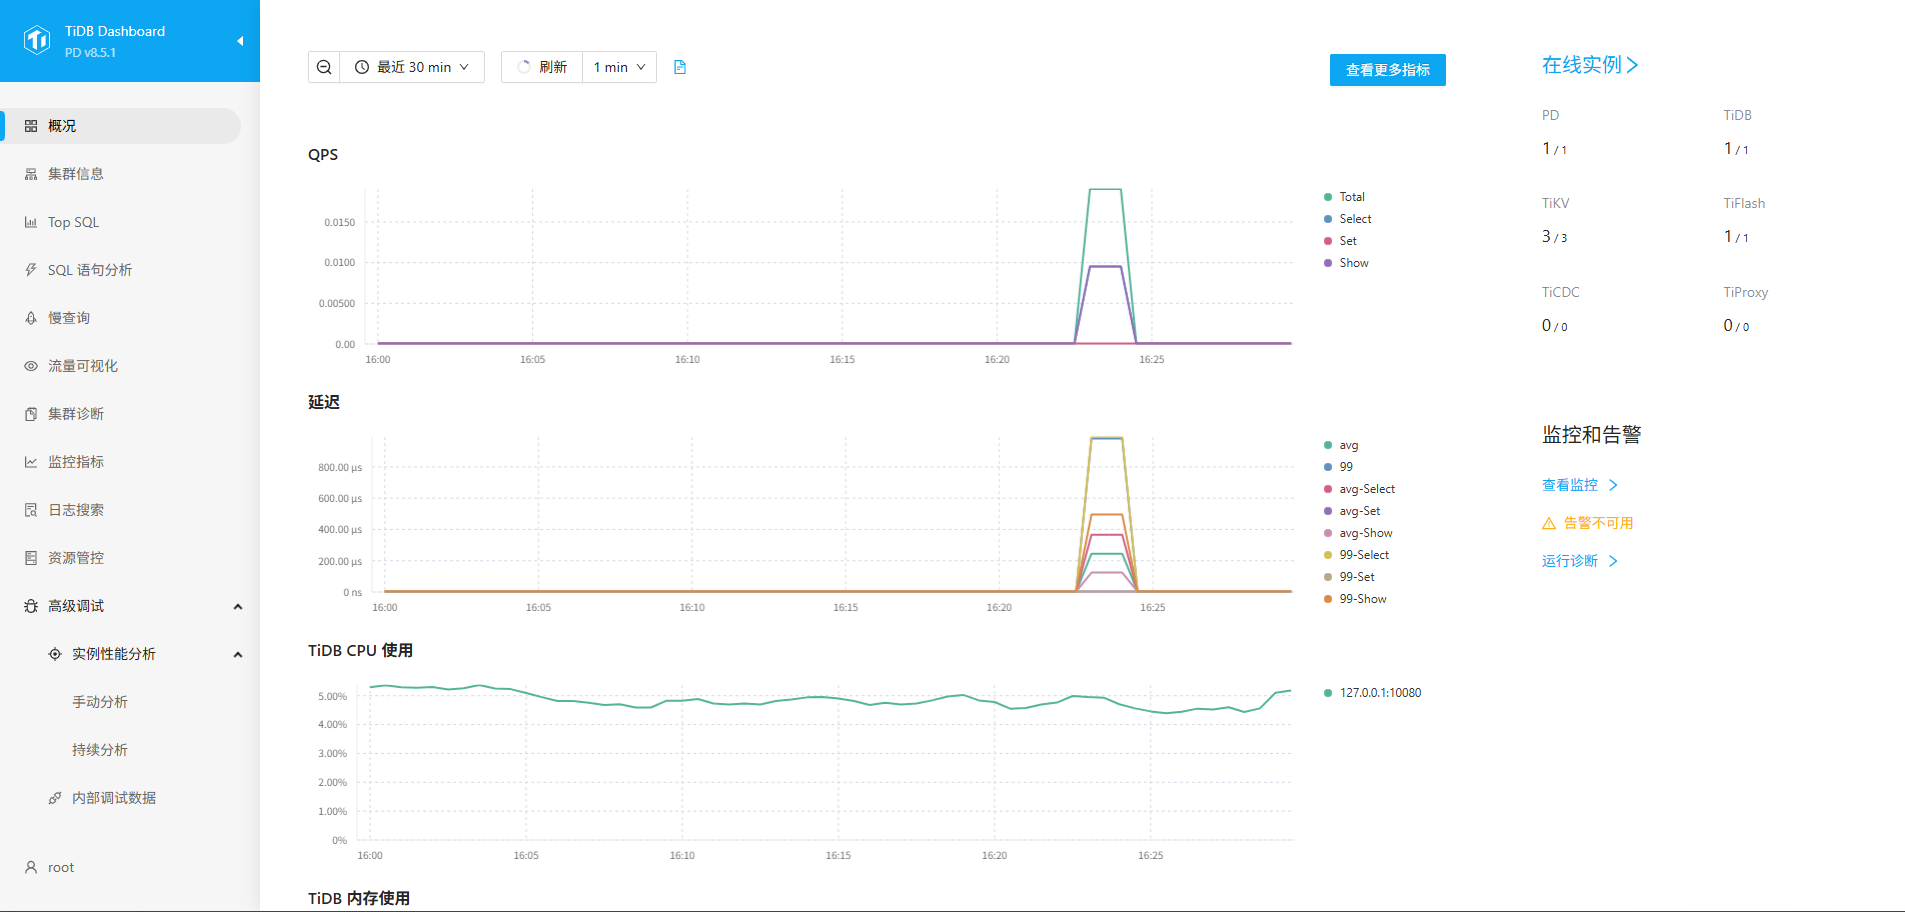 TiDB Dashboard
PD v8.5.1
概况
集群信息
Top SQL
SQL 语句分析
慢查询
流量可视化
集群诊断
监控指标
日志搜索
资源管控
高级调试
实例性能分析
手动分析
持续分析
内部调试数据
root
最近 30 min
刷新
1 min
查看更多指标
QPS
0.0150
0.0100
0.00500
0.00
16:00 16:05 16:10 16:15 16:20 16:25
Total
Select
Set
Show
延迟
800.00 μs
600.00 μs
400.00 μs
200.00 μs
0 ns
16:00 16:05 16:10 16:15 16:20 16:25
avg
99
avg-Select
avg-Set
avg-Show
99-Select
99-Set
99-Show
TiDB CPU 使用
5.00%
4.00%
3.00%
2.00%
1.00%
0%
16:00 16:05 16:10 16:15 16:20 16:25
127.0.0.1:10080
TiDB 内存使用
在线实例
PD TiDB
1 / 1 1 / 1
TiKV TiFlash
3 / 3 1 / 1
TiCDC TiProxy
0 / 0 0 / 0
监控和告警
查看监控
告警不可用
运行诊断